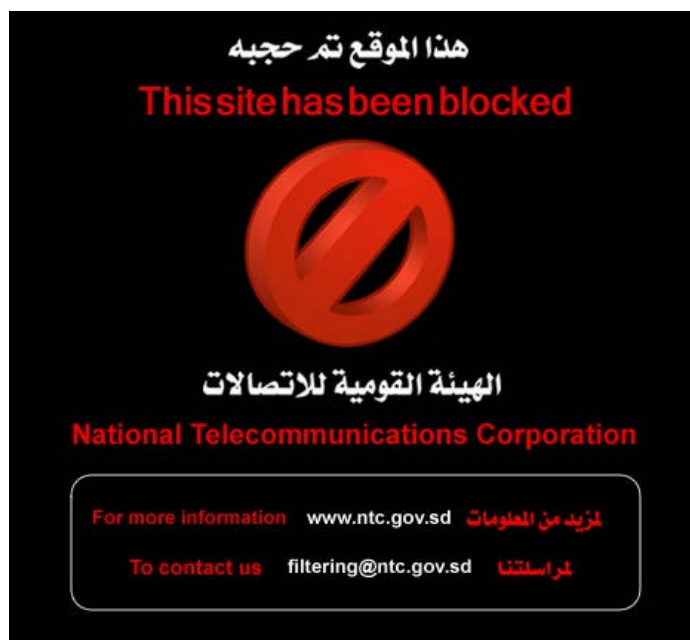 هذا الموقع تم حجبه
This site has been blocked
الهيئة القومية للاتصالات
National Telecommunications Corporation
For more information www.ntc.gov.sd لمزيد من المعلومات
To contact us filtering@ntc.gov.sd لمراسلتنا